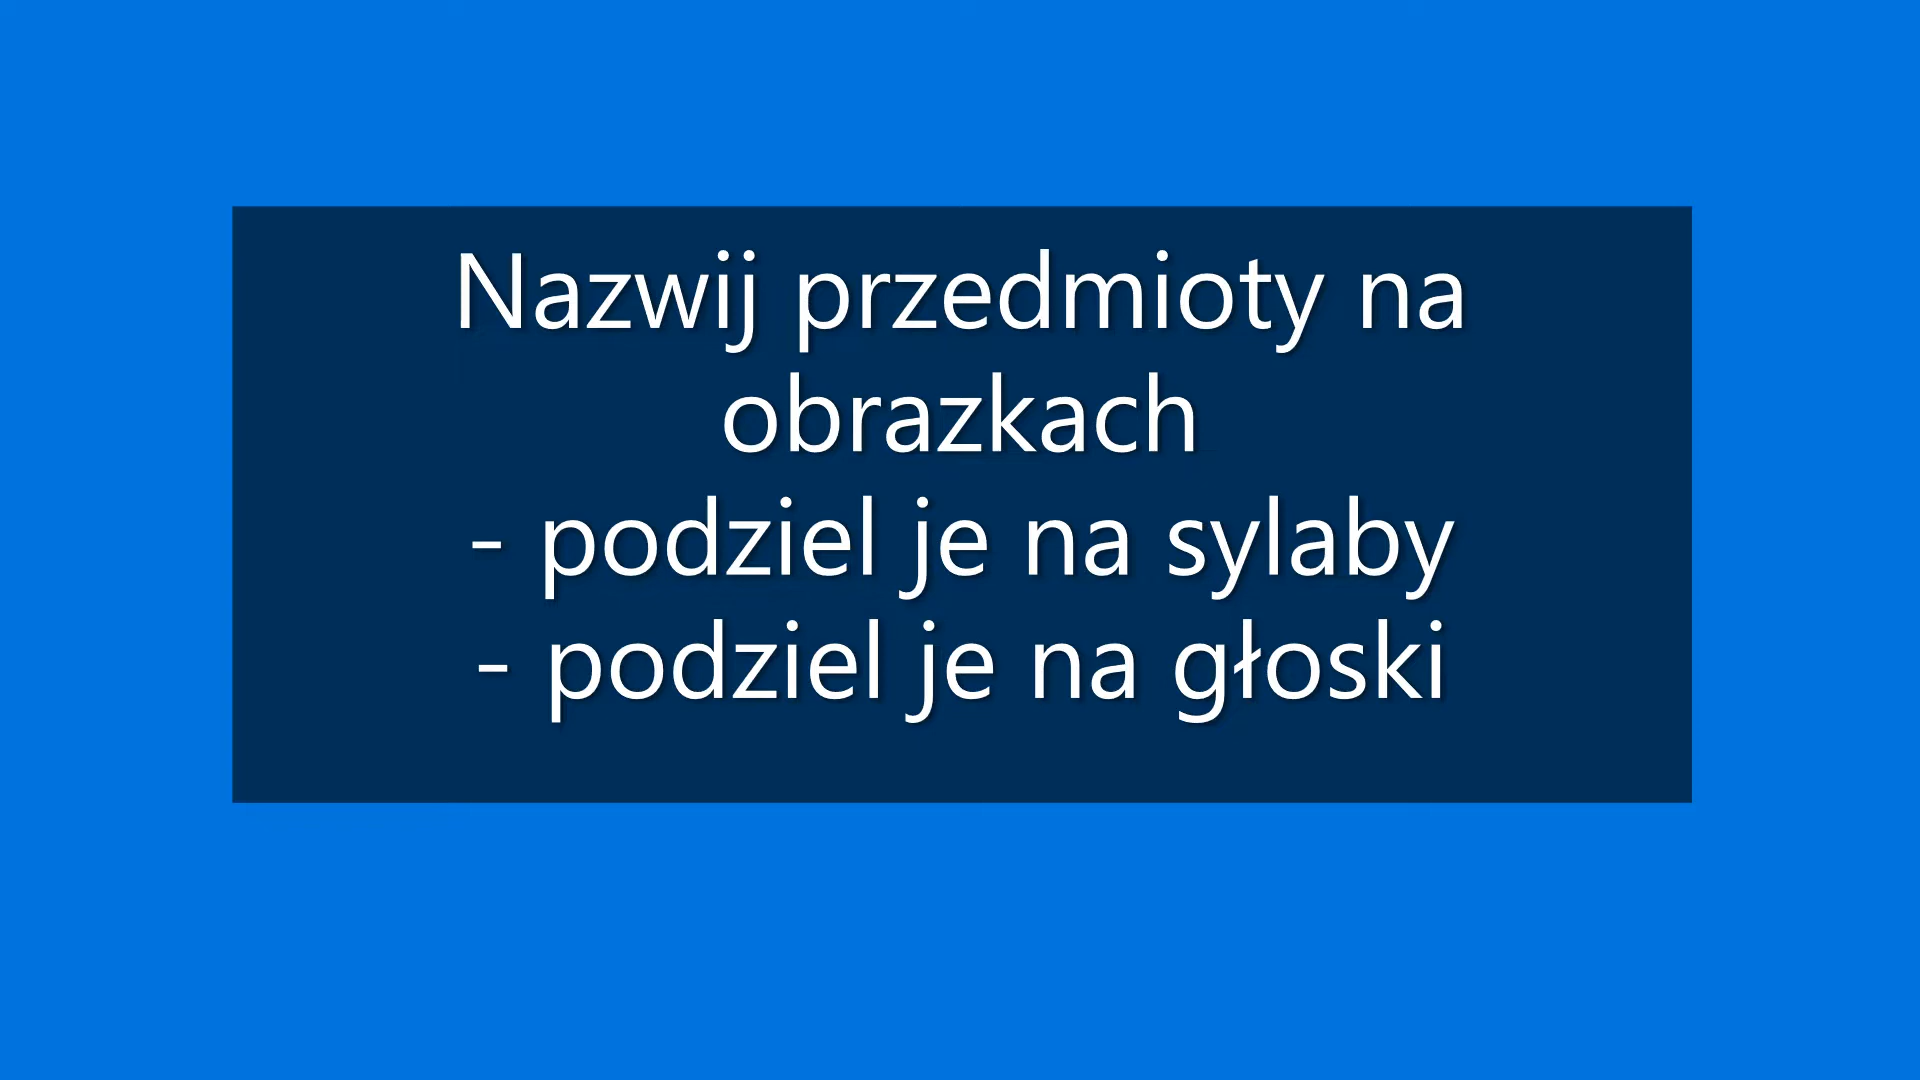 Nazwij przedmioty na
obrazkach
- podziel je na sylaby
- podziel je na głoski